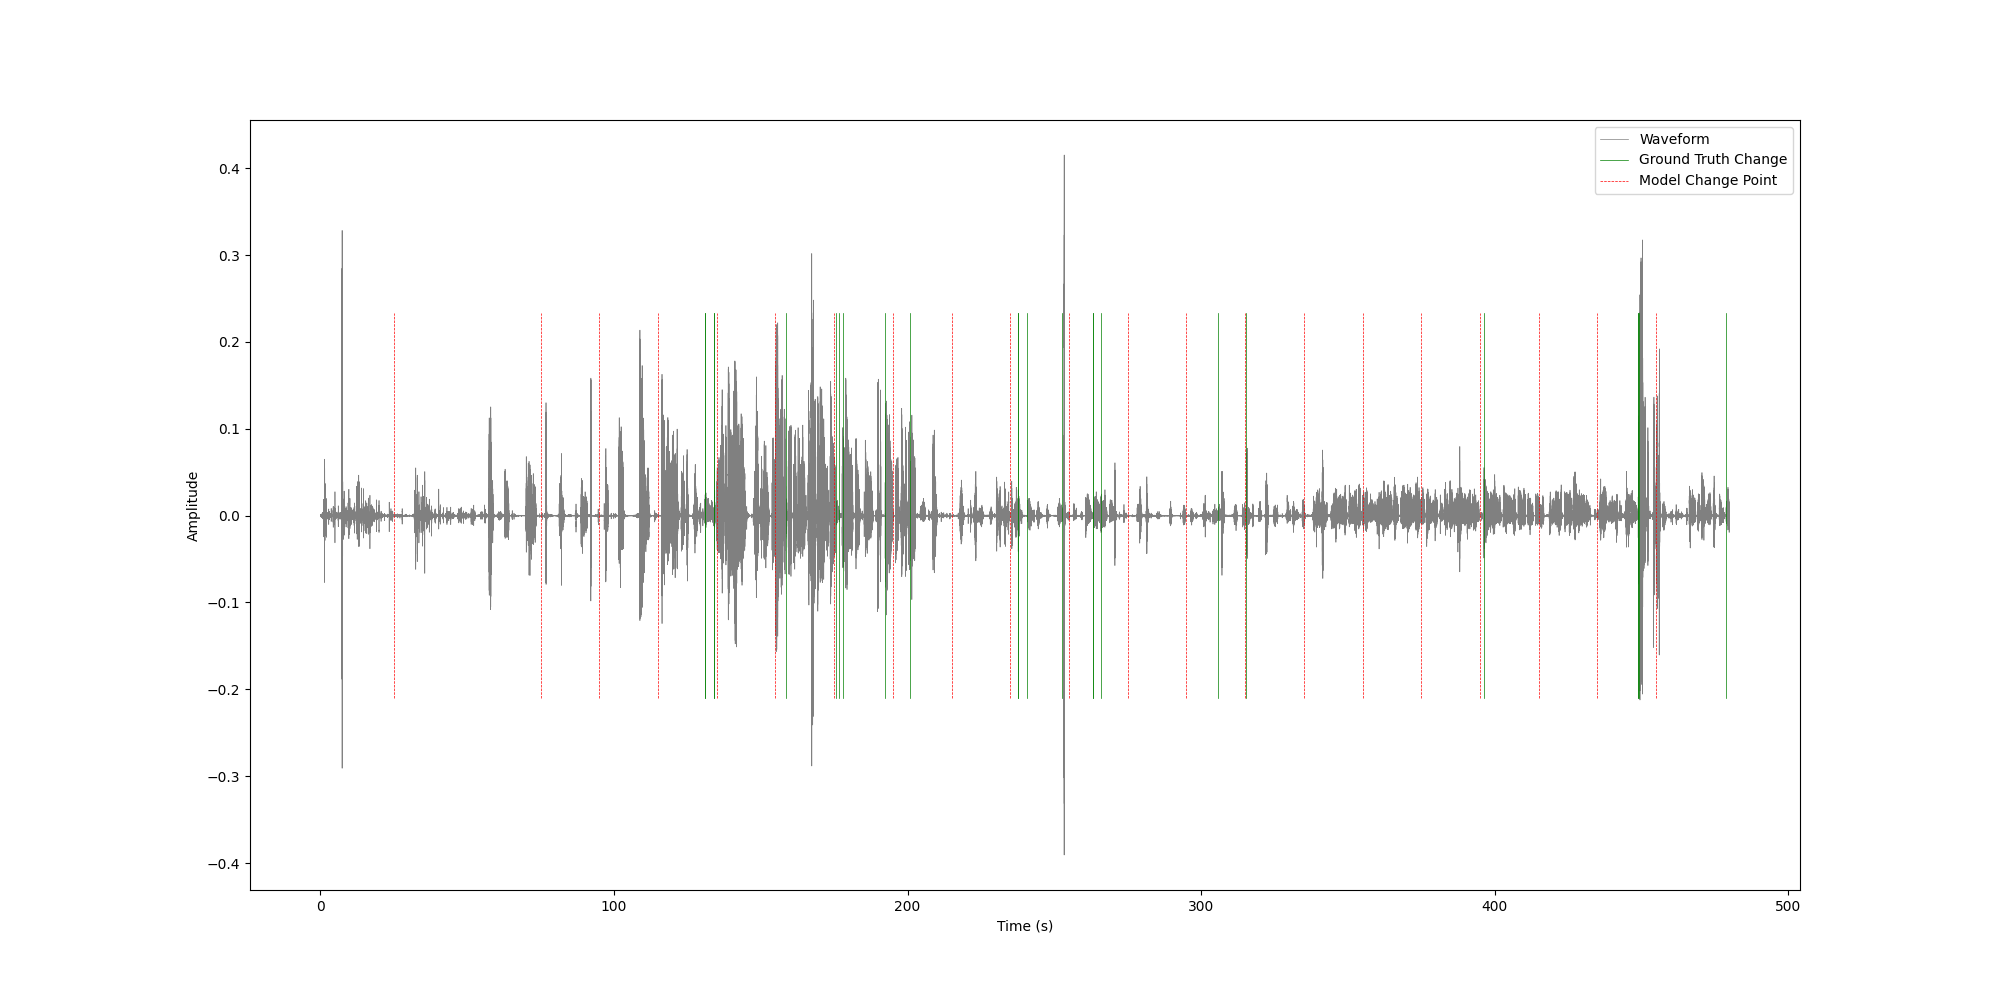 Waveform
Ground Truth Change
Model Change Point
0.4
0.3
0.2
0.1
0.0
−0.1
−0.2
−0.3
−0.4
Amplitude
0 100 200 300 400 500
Time (s)